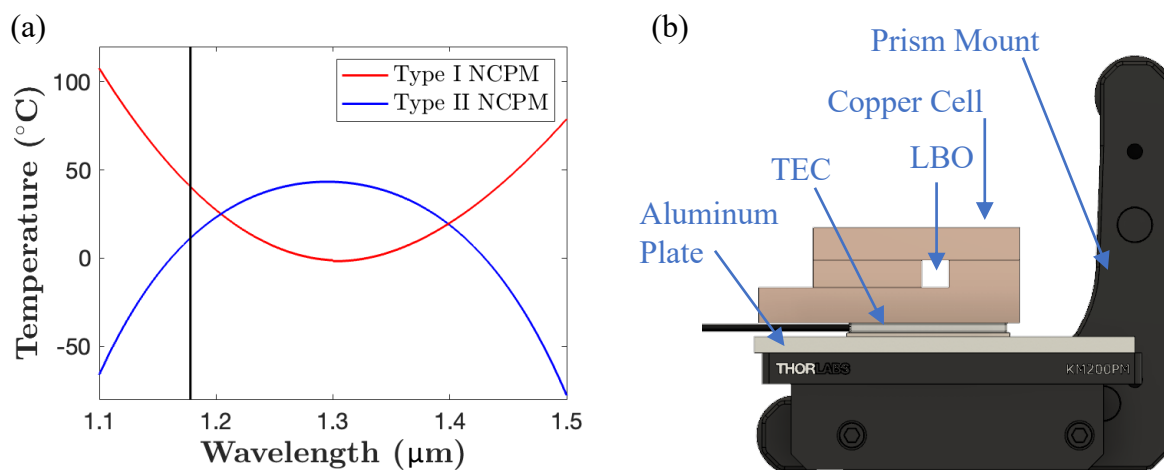 (a)
Temperature (°C)
100
50
0
-50
1.1
1.2
1.3
1.4
1.5
Wavelength (μm)
Type I NCPM
Type II NCPM
(b)
Prism Mount
Copper Cell
LBO
TEC
Aluminum
Plate
THORLABS
KM200PM